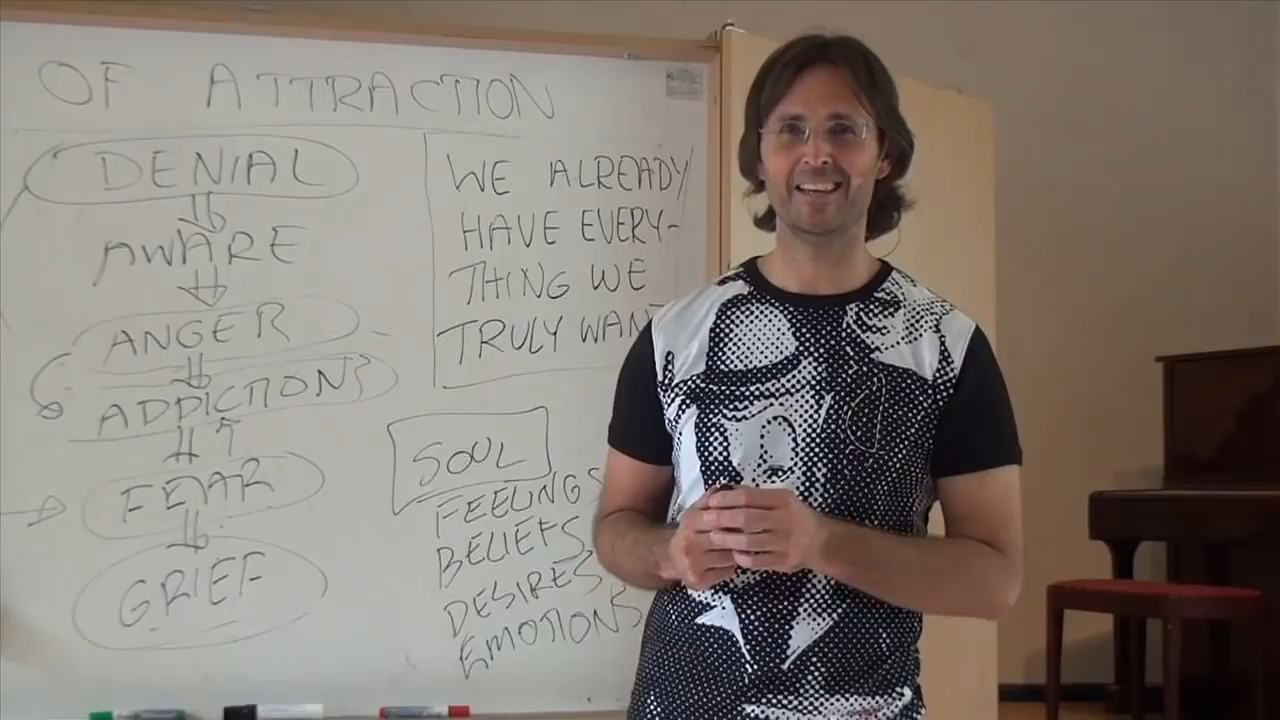 OF ATTRACTION
DENIAL
AWARE
ANGER
ADDICTION
FEAR
GRIEF
WE ALREADY
HAVE EVERY-
THING WE
TRULY WANT
SOUL
FEELINGS
BELIEFS
DESIRES
EMOTIONS